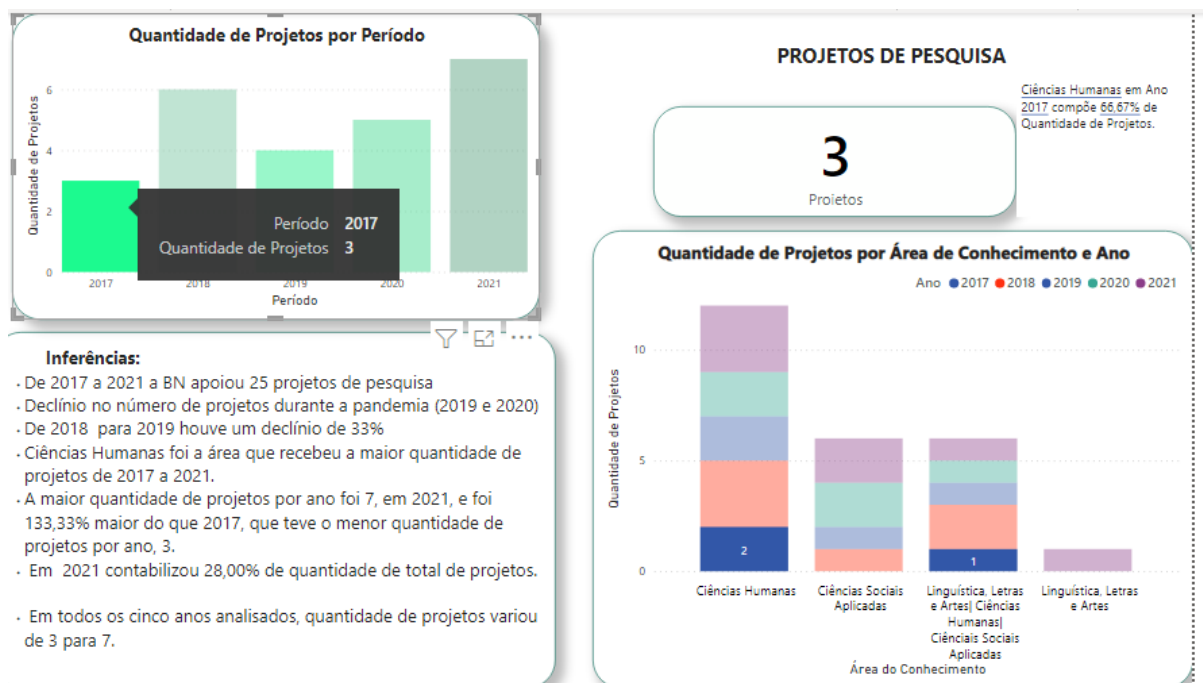 Quantidade de Projetos por Período
Quantidade de Projetos
6
4
2
0
Período 2017
Quantidade de Projetos 3
2017 2018 2019 2020 2021
Período
Inferências:
· De 2017 a 2021 a BN apoiou 25 projetos de pesquisa
· Declínio no número de projetos durante a pandemia (2019 e 2020)
· De 2018 para 2019 houve um declínio de 33%
· Ciências Humanas foi a área que recebeu a maior quantidade de
projetos de 2017 a 2021.
· A maior quantidade de projetos por ano foi 7, em 2021, e foi
133,33% maior do que 2017, que teve o menor quantidade de
projetos por ano, 3.
· Em 2021 contabilizou 28,00% de quantidade de total de projetos.
· Em todos os cinco anos analisados, quantidade de projetos variou
de 3 para 7.
PROJETOS DE PESQUISA
Ciências Humanas em Ano
2017 compõe 66,67% de
Quantidade de Projetos.
3
Projetos
Quantidade de Projetos por Área de Conhecimento e Ano
Ano 2017 2018 2019 2020 2021
Quantidade de Projetos
10
5
0
2
1
Ciências Humanas
Ciências Sociais
Aplicadas
Linguística, Letras
e Artes| Ciências
Humanas|
Ciênciais Sociais
Aplicadas
Linguística, Letras
e Artes
Área do Conhecimento